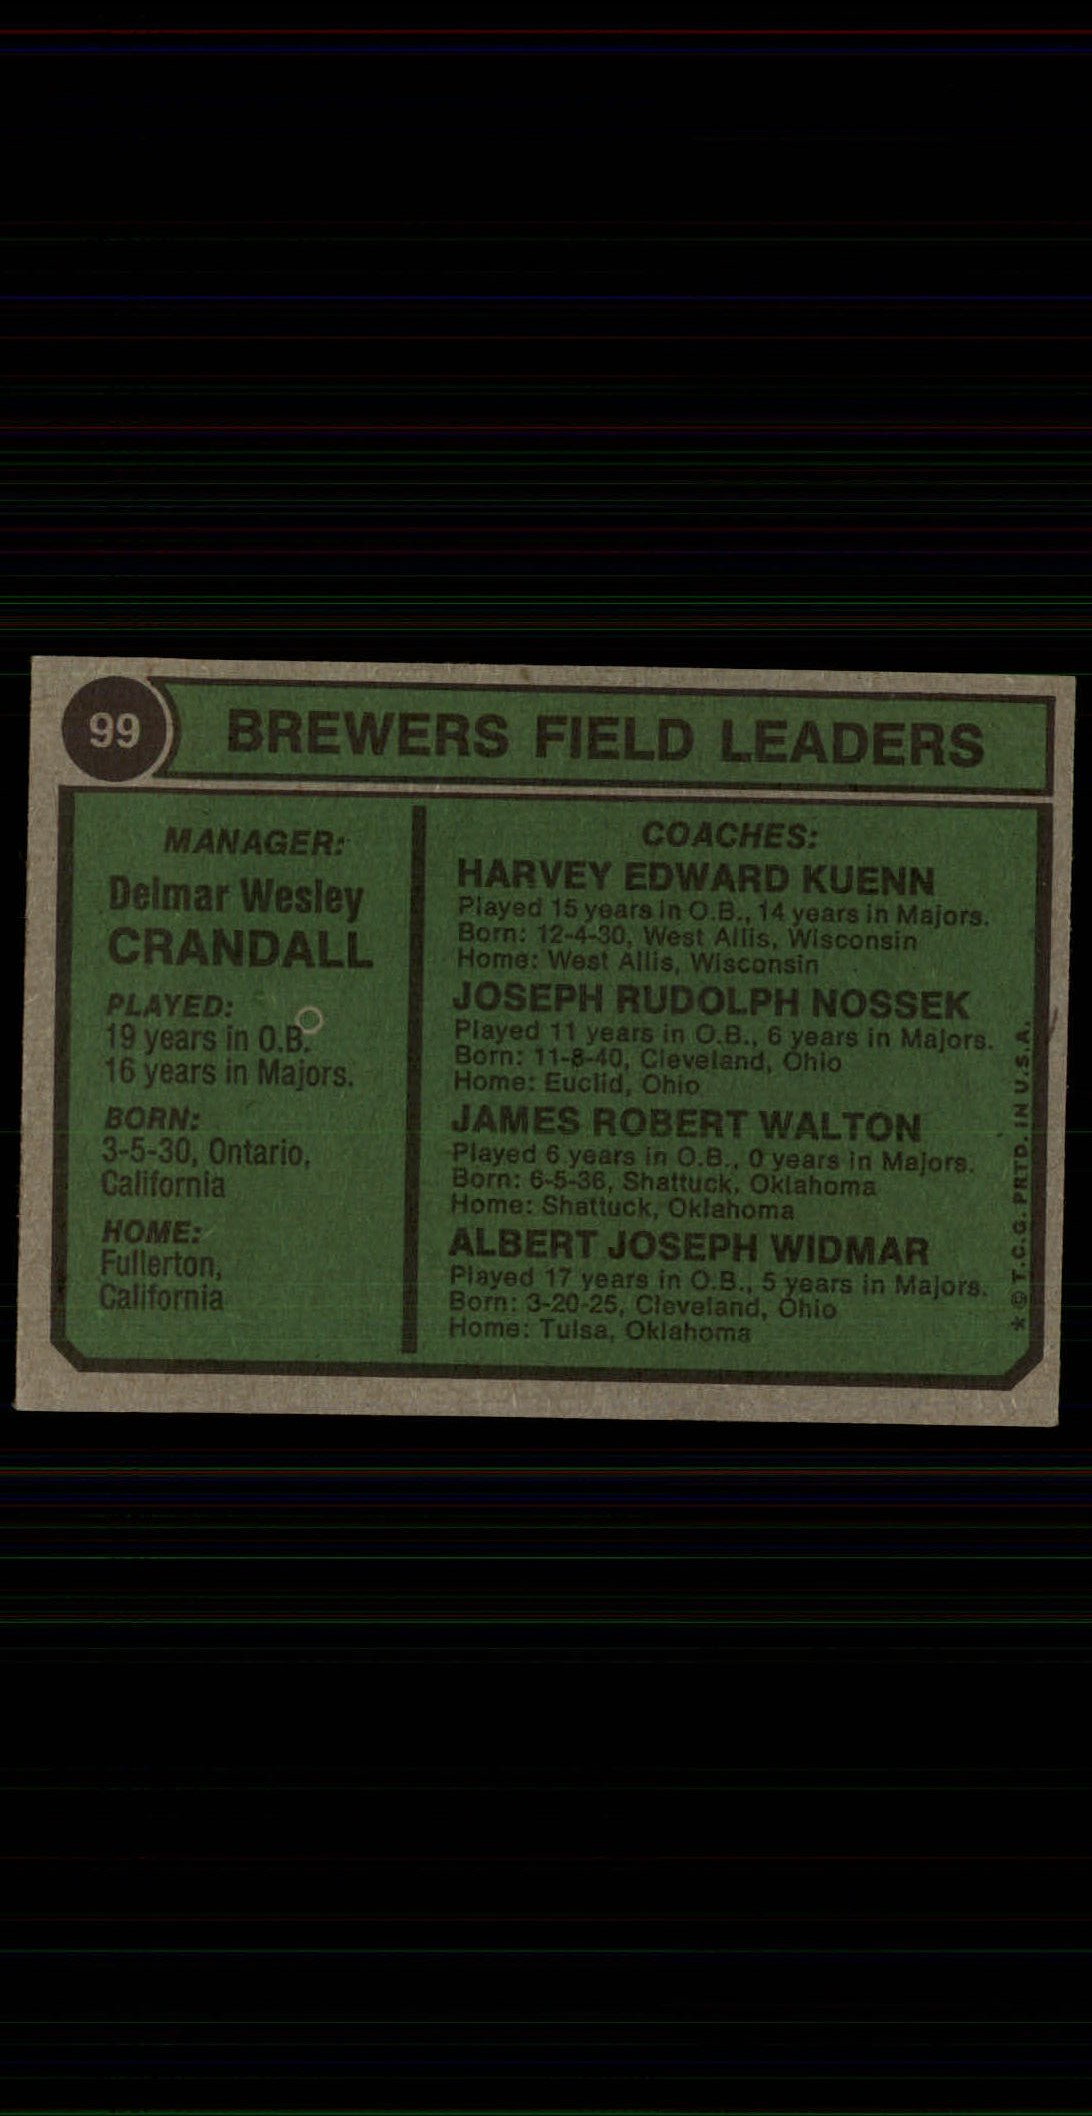 99
BREWERS FIELD LEADERS
MANAGER:
Delmar Wesley
CRANDALL
PLAYED:
19 years in O.B.
16 years in Majors.
BORN:
3-5-30, Ontario,
California
HOME:
Fullerton,
California
COACHES:
HARVEY EDWARD KUENN
Played 15 years in O.B., 14 years in Majors.
Born: 12-4-30, West Allis, Wisconsin
Home: West Allis, Wisconsin
JOSEPH RUDOLPH NOSSEK
Played 11 years in O.B., 6 years in Majors.
Born: 11-8-40, Cleveland, Ohio
Home: Euclid, Ohio
JAMES ROBERT WALTON
Played 6 years in O.B., 0 years in Majors.
Born: 6-5-36, Shattuck, Oklahoma
Home: Shattuck, Oklahoma
ALBERT JOSEPH WIDMAR
Played 17 years in O.B., 5 years in Majors.
Born: 3-20-25, Cleveland, Ohio
Home: Tulsa, Oklahoma
★ © T.C.G. PRTD. IN U.S.A.